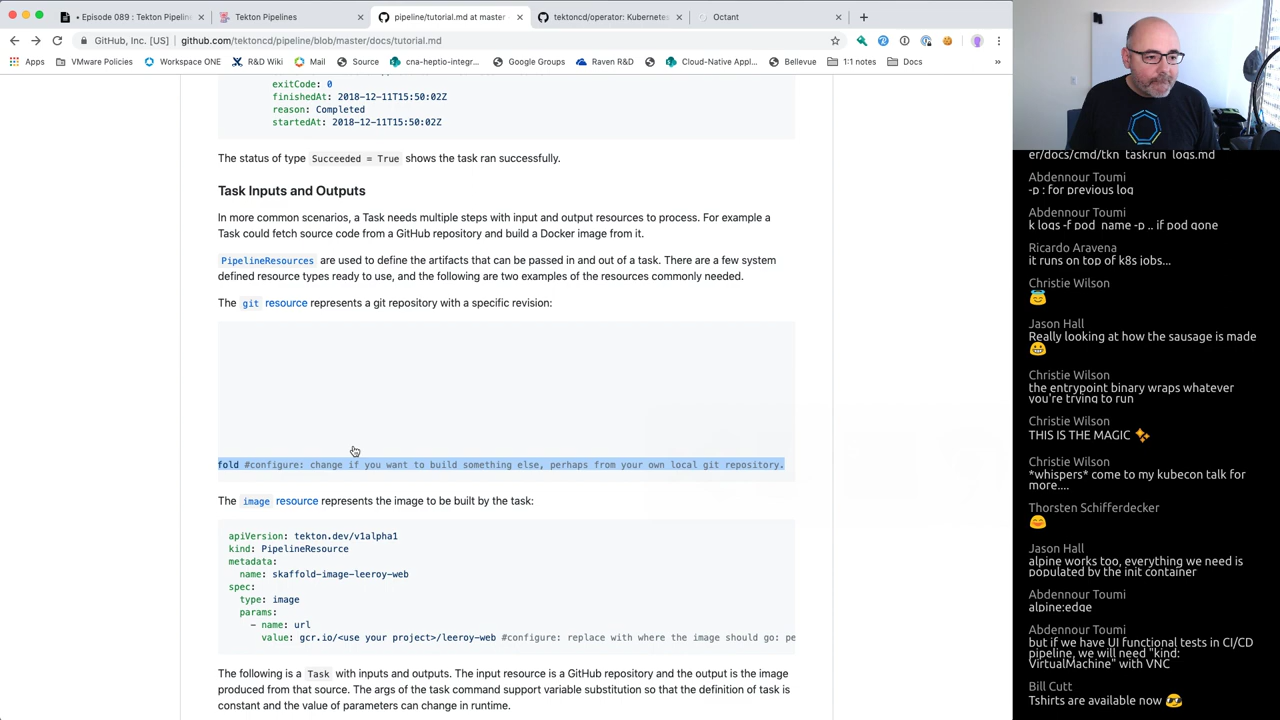 • Episode 089 : Tekton Pipelin
Tekton Pipelines
pipeline/tutorial.md at master
tektoncd/operator: Kubernetes
Octant
GitHub, Inc. [US]
github.com/tektoncd/pipeline/blob/master/docs/tutorial.md
Apps
VMware Policies
Workspace ONE
R&D Wiki
Mail
Source
cna-heptio-integr...
Google Groups
Raven R&D
Cloud-Native Appl...
Bellevue
1:1 notes
Docs
»
exitCode: 0
finishedAt: 2018-12-11T15:50:02Z
reason: Completed
startedAt: 2018-12-11T15:50:02Z
The status of type Succeeded = True shows the task ran successfully.
Task Inputs and Outputs
In more common scenarios, a Task needs multiple steps with input and output resources to process. For example a
Task could fetch source code from a GitHub repository and build a Docker image from it.
PipelineResources are used to define the artifacts that can be passed in and out of a task. There are a few system
defined resource types ready to use, and the following are two examples of the resources commonly needed.
The git resource represents a git repository with a specific revision:
fold #configure: change if you want to build something else, perhaps from your own local git repository.
The image resource represents the image to be built by the task:
apiVersion: tekton.dev/v1alpha1
kind: PipelineResource
metadata:
name: skaffold-image-leeroy-web
spec:
type: image
params:
- name: url
value: gcr.io/<use your project>/leeroy-web #configure: replace with where the image should go: pe
The following is a Task with inputs and outputs. The input resource is a GitHub repository and the output is the image
produced from that source. The args of the task command support variable substitution so that the definition of task is
constant and the value of parameters can change in runtime.
er/docs/cmd/tkn_taskrun_logs.md
Abdennour Toumi
-p : for previous log
Abdennour Toumi
k logs -f pod_name -p .. if pod gone
Ricardo Aravena
it runs on top of k8s jobs...
Christie Wilson
😇
Jason Hall
Really looking at how the sausage is made
😁
Christie Wilson
the entrypoint binary wraps whatever
you're trying to run
Christie Wilson
THIS IS THE MAGIC ✨
Christie Wilson
*whispers* come to my kubecon talk for
more....
Thorsten Schifferdecker
😊
Jason Hall
alpine works too, everything we need is
populated by the init container
Abdennour Toumi
alpine:edge
Abdennour Toumi
but if we have UI functional tests in CI/CD
pipeline, we will need "kind:
VirtualMachine" with VNC
Bill Cutt
Tshirts are available now 😎